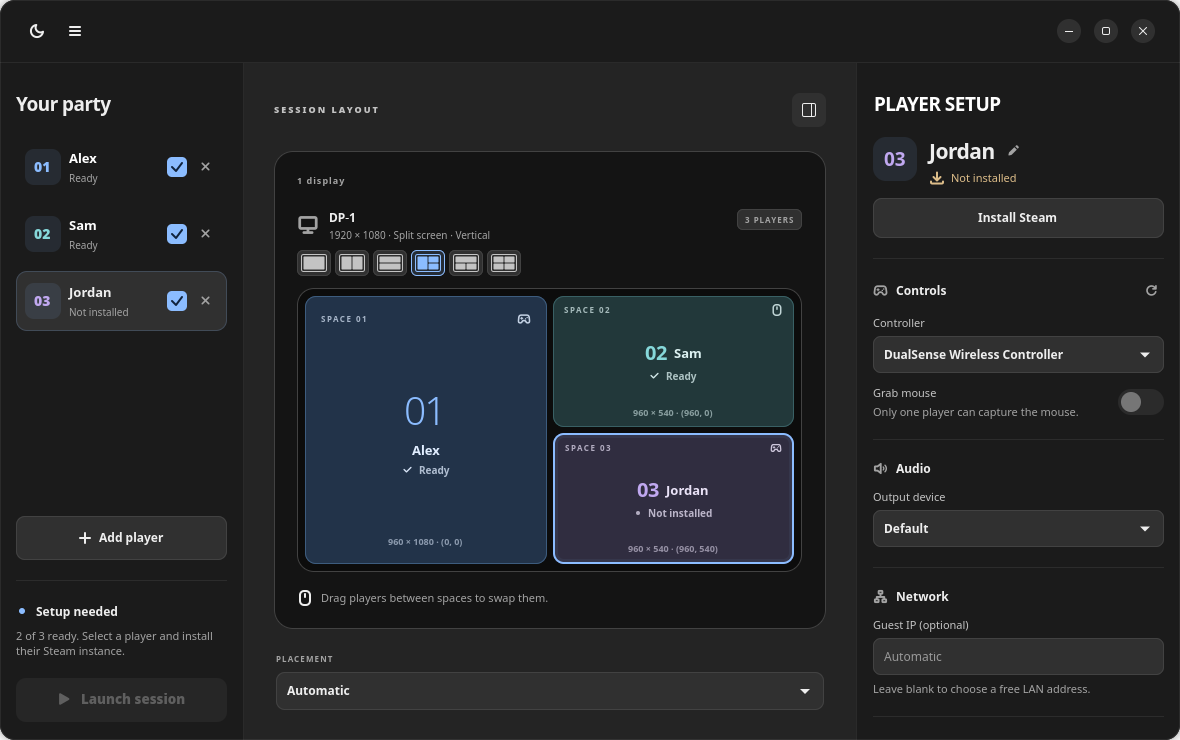 Your party
01
Alex
Ready
02
Sam
Ready
03
Jordan
Not installed
Add player
Setup needed
2 of 3 ready. Select a player and install
their Steam instance.
Launch session
SESSION LAYOUT
1 display
DP-1
1920 × 1080 · Split screen · Vertical
3 PLAYERS
SPACE 01
01
Alex
Ready
960 × 1080 · (0, 0)
SPACE 02
02 Sam
Ready
960 × 540 · (960, 0)
SPACE 03
03 Jordan
Not installed
960 × 540 · (960, 540)
Drag players between spaces to swap them.
PLACEMENT
Automatic
PLAYER SETUP
03
Jordan
Not installed
Install Steam
Controls
Controller
DualSense Wireless Controller
Grab mouse
Only one player can capture the mouse.
Audio
Output device
Default
Network
Guest IP (optional)
Automatic
Leave blank to choose a free LAN address.